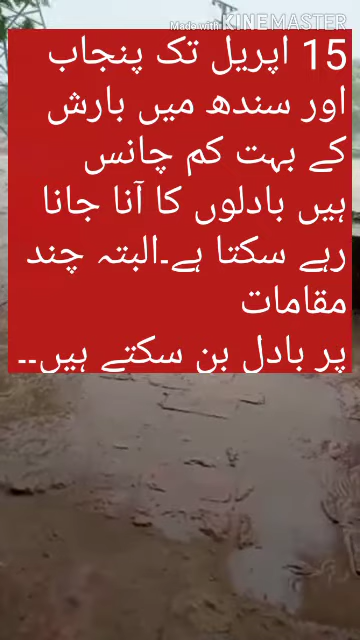 Made with KINEMASTER
15 اپریل تک پنجاب
اور سندھ میں بارش
کے بہت کم چانس
ہیں بادلوں کا آنا جانا
رہے سکتا ہے۔البتہ چند
مقامات
پر بادل بن سکتے ہیں۔۔